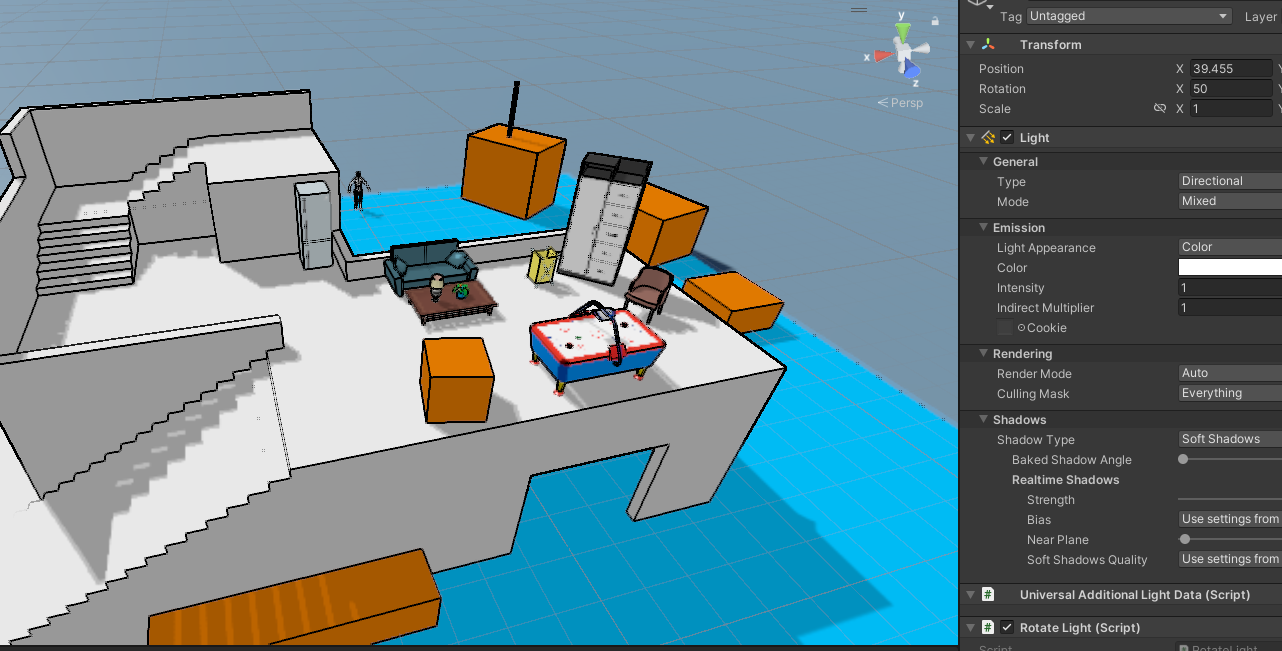 y
x
z
< Persp
Tag Untagged Layer
Transform
Position X 39.455
Rotation X 50
Scale X 1
Light
General
Type Directional
Mode Mixed
Emission
Light Appearance Color
Color
Intensity 1
Indirect Multiplier 1
Cookie
Rendering
Render Mode Auto
Culling Mask Everything
Shadows
Shadow Type Soft Shadows
Baked Shadow Angle
Realtime Shadows
Strength
Bias Use settings from
Near Plane
Soft Shadows Quality Use settings from
# Universal Additional Light Data (Script)
# Rotate Light (Script)
Script RotateLight